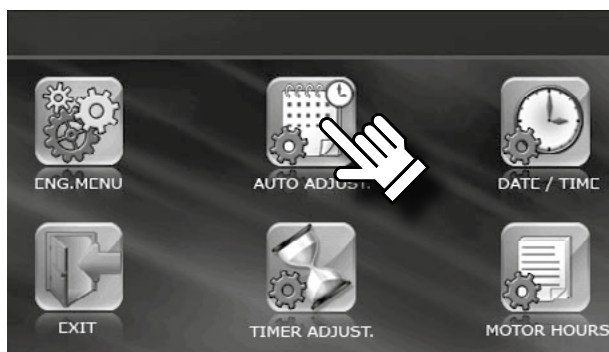 ENG.MENU
AUTO ADJUST.
DATE / TIME
EXIT
TIMER ADJUST.
MOTOR HOURS